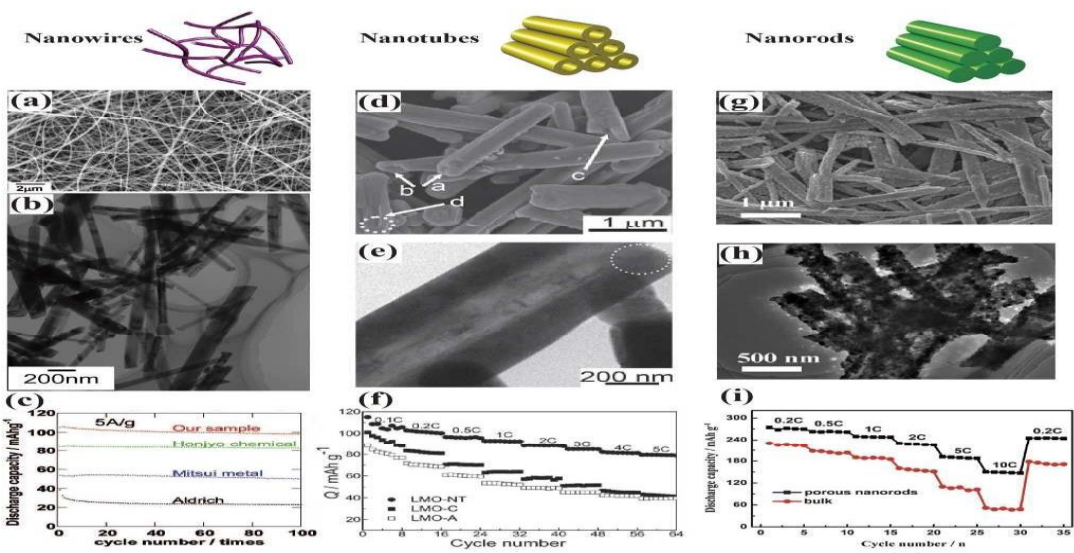 Nanowires
Nanotubes
Nanorods
(a)
2μm
(b)
200nm
(c)
Discharge capacity / mAhg-1
120
100
80
60
40
20
0
5A/g
Our sample
Honjyo chemical
Mitsui metal
Aldrich
0 20 40 60 80 100
cycle number / times
(d)
b
a
c
d
1 μm
(e)
200 nm
(f)
Q / mAh g-1
120
100
80
60
40
20
0.1C
0.2C
0.5C
1C
2C
3C
4C
5C
LMO-NT
LMO-C
LMO-A
0 8 16 24 32 40 48 56 64
Cycle number
(g)
1 μm
(h)
500 nm
(i)
Discharge capacity / mAh g-1
300
240
180
120
60
0
0.2C
0.5C
1C
2C
5C
10C
0.2C
porous nanorods
bulk
0 5 10 15 20 25 30 35
Cycle number / n